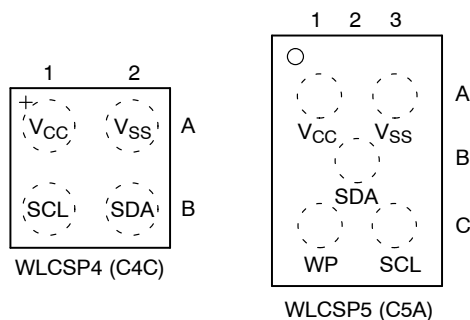 1 2
+
VCC VSS A
SCL SDA B
WLCSP4 (C4C)
1 2 3
A
VCC VSS
B
SDA
C
WP SCL
WLCSP5 (C5A)